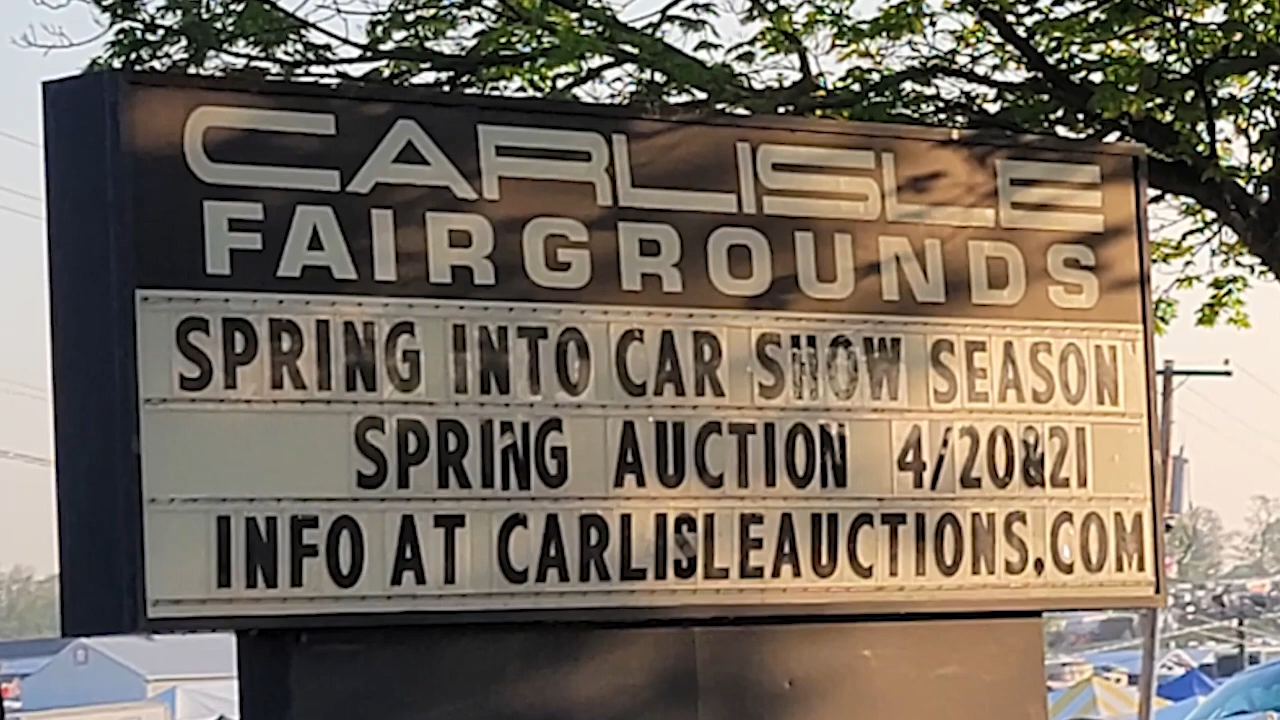 CARLISLE
FAIRGROUNDS
SPRING INTO CAR SHOW SEASON
SPRING AUCTION 4/20&21
INFO AT CARLISLEAUCTIONS.COM